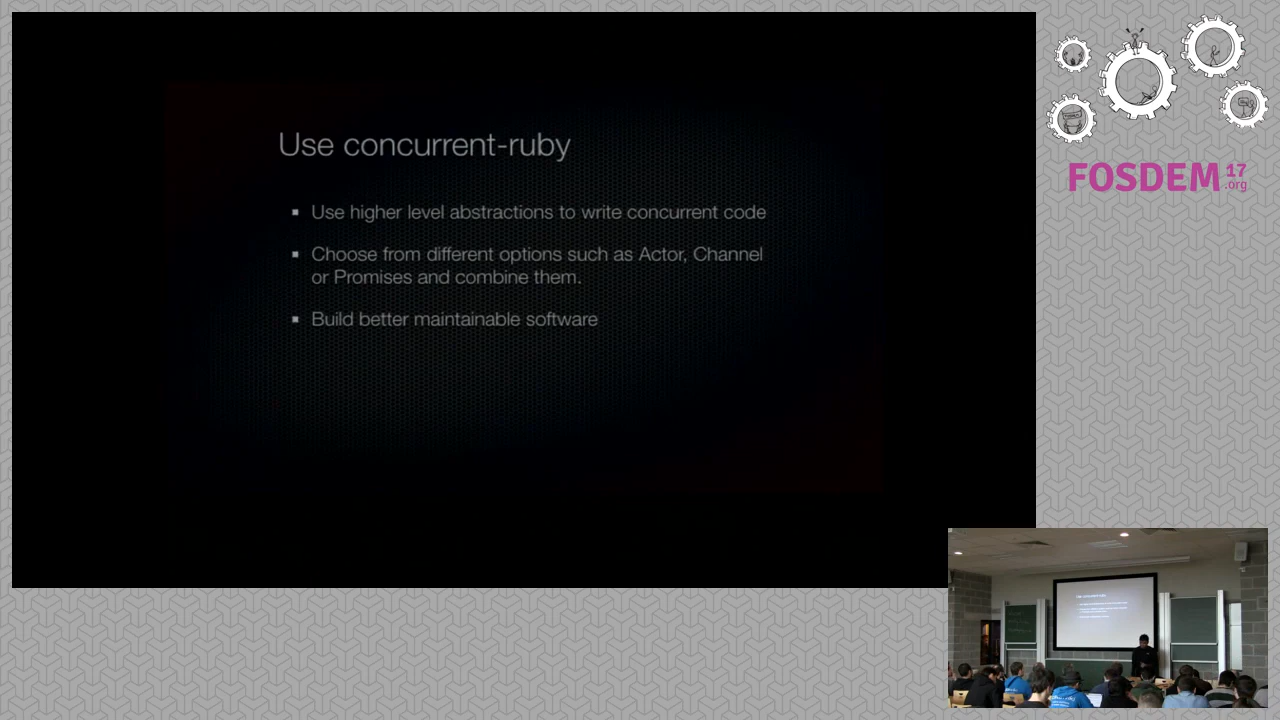 Use concurrent-ruby
Use higher level abstractions to write concurrent code
Choose from different options such as Actor, Channel
or Promises and combine them.
Build better maintainable software
FOSDEM 17
.org